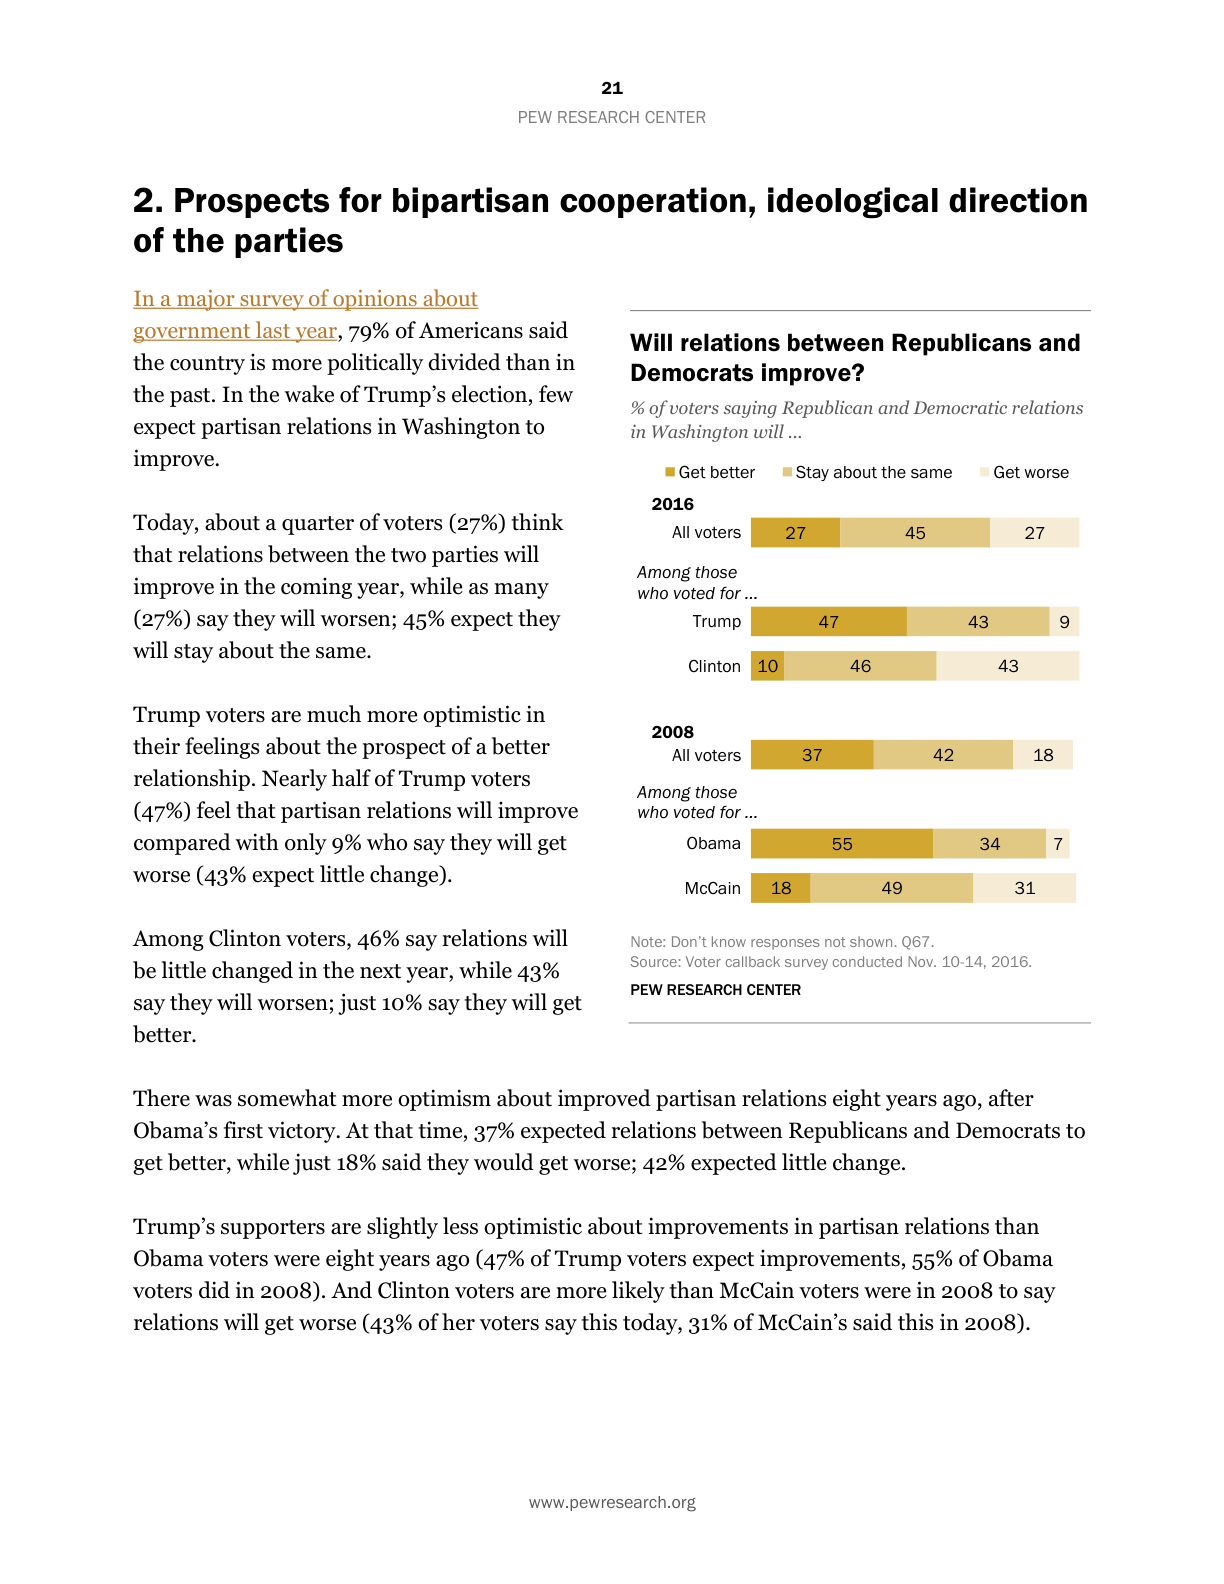 21
PEW RESEARCH CENTER
2. Prospects for bipartisan cooperation, ideological direction
of the parties
In a major survey of opinions about
government last year, 79% of Americans said
the country is more politically divided than in
the past. In the wake of Trump’s election, few
expect partisan relations in Washington to
improve.
Today, about a quarter of voters (27%) think
that relations between the two parties will
improve in the coming year, while as many
(27%) say they will worsen; 45% expect they
will stay about the same.
Trump voters are much more optimistic in
their feelings about the prospect of a better
relationship. Nearly half of Trump voters
(47%) feel that partisan relations will improve
compared with only 9% who say they will get
worse (43% expect little change).
Among Clinton voters, 46% say relations will
be little changed in the next year, while 43%
say they will worsen; just 10% say they will get
better.
Will relations between Republicans and
Democrats improve?
% of voters saying Republican and Democratic relations
in Washington will ...
Get better Stay about the same Get worse
2016
All voters 27 45 27
Among those
who voted for ...
Trump 47 43 9
Clinton 10 46 43
2008
All voters 37 42 18
Among those
who voted for ...
Obama 55 34 7
McCain 18 49 31
Note: Don’t know responses not shown. Q67.
Source: Voter callback survey conducted Nov. 10-14, 2016.
PEW RESEARCH CENTER
There was somewhat more optimism about improved partisan relations eight years ago, after
Obama’s first victory. At that time, 37% expected relations between Republicans and Democrats to
get better, while just 18% said they would get worse; 42% expected little change.
Trump’s supporters are slightly less optimistic about improvements in partisan relations than
Obama voters were eight years ago (47% of Trump voters expect improvements, 55% of Obama
voters did in 2008). And Clinton voters are more likely than McCain voters were in 2008 to say
relations will get worse (43% of her voters say this today, 31% of McCain’s said this in 2008).
www.pewresearch.org